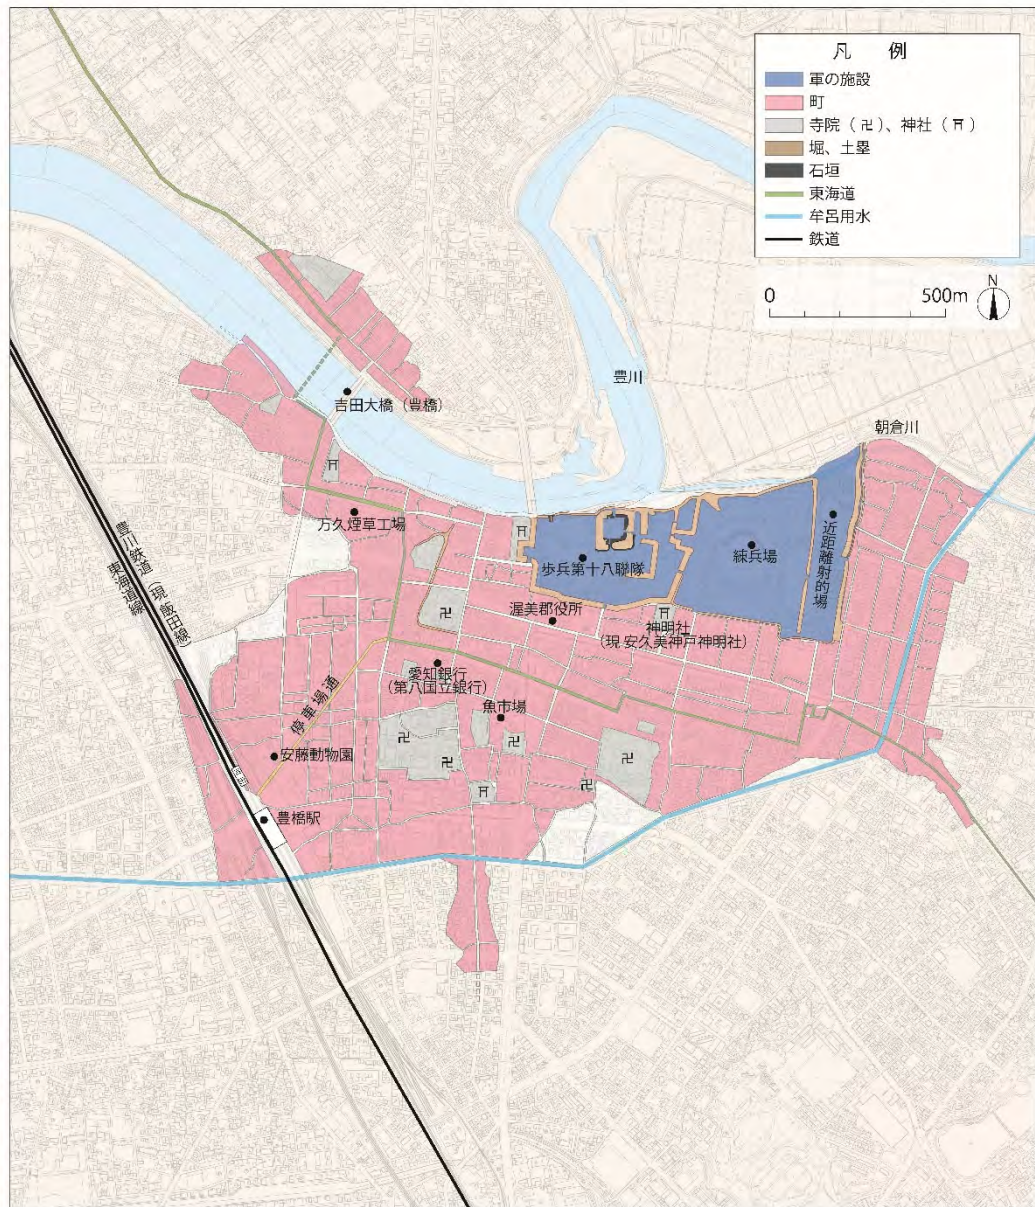 凡　例
軍の施設
町
寺院（卍）、神社（⛩）
堀、土塁
石垣
東海道
牟呂用水
鉄道
0 500m
N
豊川
朝倉川
吉田大橋（豊橋）
万久煙草工場
歩兵第十八聯隊
練兵場
近距離射的場
渥美郡役所
神明社
（現 安久美神戸神明社）
愛知銀行
（第八国立銀行）
魚市場
停車場通
安藤動物園
豊橋駅
豊川鉄道（現 飯田線）
東海道線